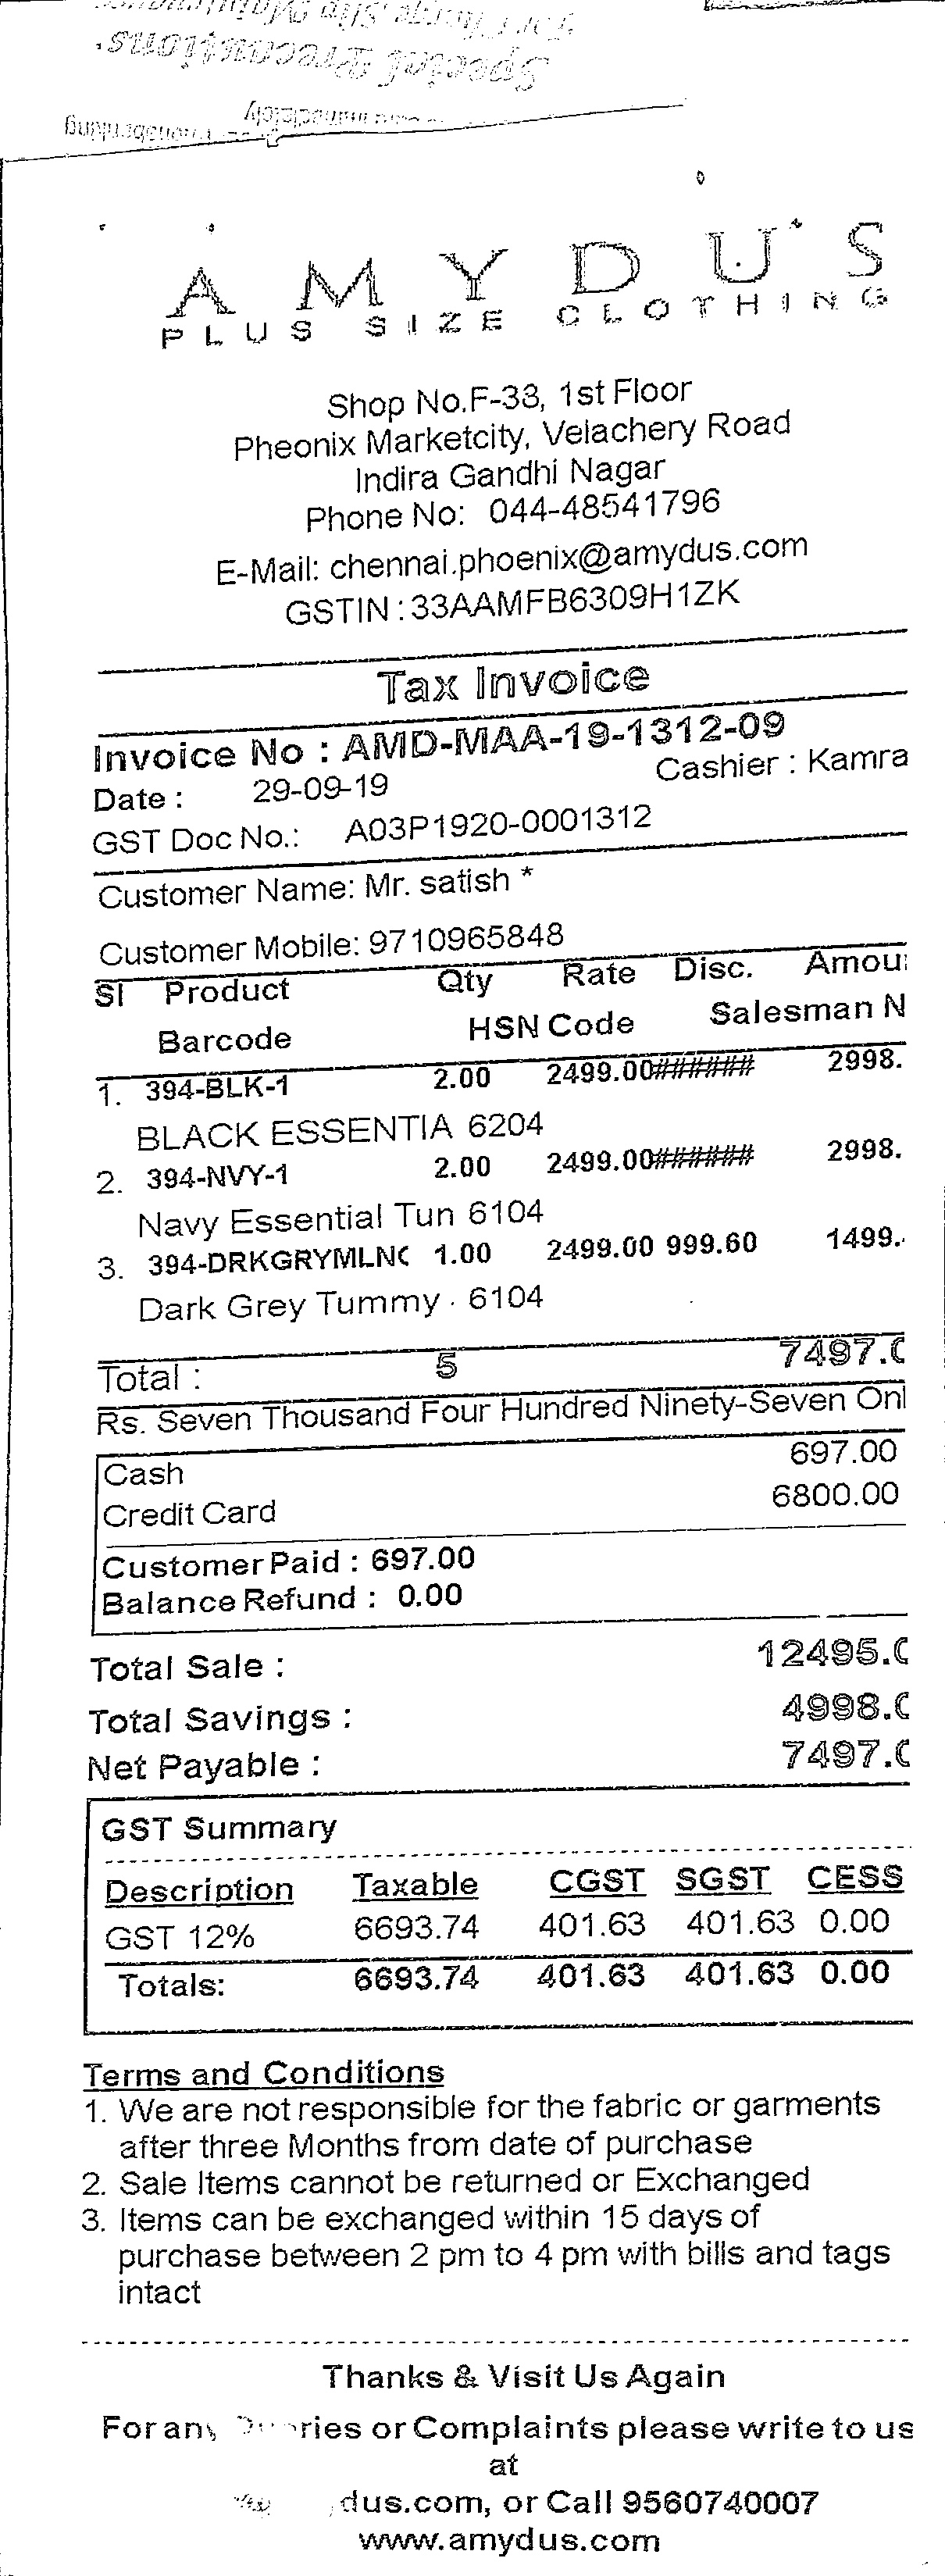 Special Precautions.
AMYDU'S
PLUS SIZE CLOTHING
Shop No.F-33, 1st Floor
Pheonix Marketcity, Velachery Road
Indira Gandhi Nagar
Phone No: 044-48541796
E-Mail: chennai.phoenix@amydus.com
GSTIN : 33AAMFB6309H1ZK
Tax Invoice
Invoice No : AMD-MAA-19-1312-09
Date : 29-09-19 Cashier : Kamra
GST Doc No.: A03P1920-0001312
Customer Name: Mr. satish *
Customer Mobile: 9710965848
Sl Product Qty Rate Disc. Amou
Barcode HSN Code Salesman N
1. 394-BLK-1 2.00 2499.00###### 2998.
BLACK ESSENTIA 6204
2. 394-NVY-1 2.00 2499.00###### 2998.
Navy Essential Tun 6104
3. 394-DRKGRYMLN 1.00 2499.00 999.60 1499.
Dark Grey Tummy 6104
Total : 5 7497.
Rs. Seven Thousand Four Hundred Ninety-Seven Onl
Cash 697.00
Credit Card 6800.00
Customer Paid : 697.00
Balance Refund : 0.00
Total Sale : 12495.
Total Savings : 4998.
Net Payable : 7497.
GST Summary
Description Taxable CGST SGST CESS
GST 12% 6693.74 401.63 401.63 0.00
Totals: 6693.74 401.63 401.63 0.00
Terms and Conditions
1. We are not responsible for the fabric or garments
after three Months from date of purchase
2. Sale Items cannot be returned or Exchanged
3. Items can be exchanged within 15 days of
purchase between 2 pm to 4 pm with bills and tags
intact
Thanks & Visit Us Again
For any ries or Complaints please write to us
at
dus.com, or Call 9560740007
www.amydus.com